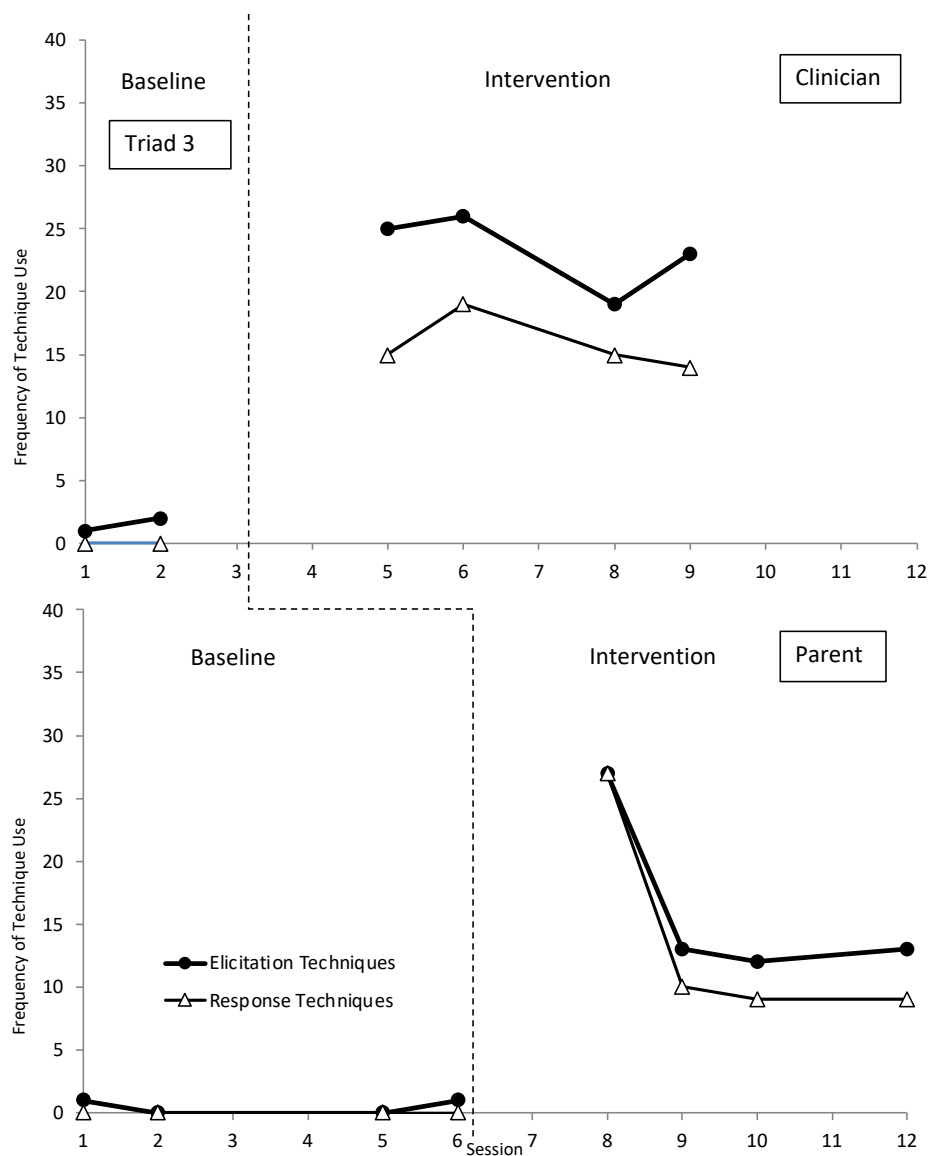 40
Baseline
Intervention
Clinician
35
Triad 3
30
25
20
15
10
5
0
Frequency of Technique Use
1 2 3 4 5 6 7 8 9 10 11 12
40
Baseline
Intervention
Parent
35
30
25
20
15
10
5
0
Frequency of Technique Use
Elicitation Techniques
Response Techniques
1 2 3 4 5 6 7 8 9 10 11 12
Session